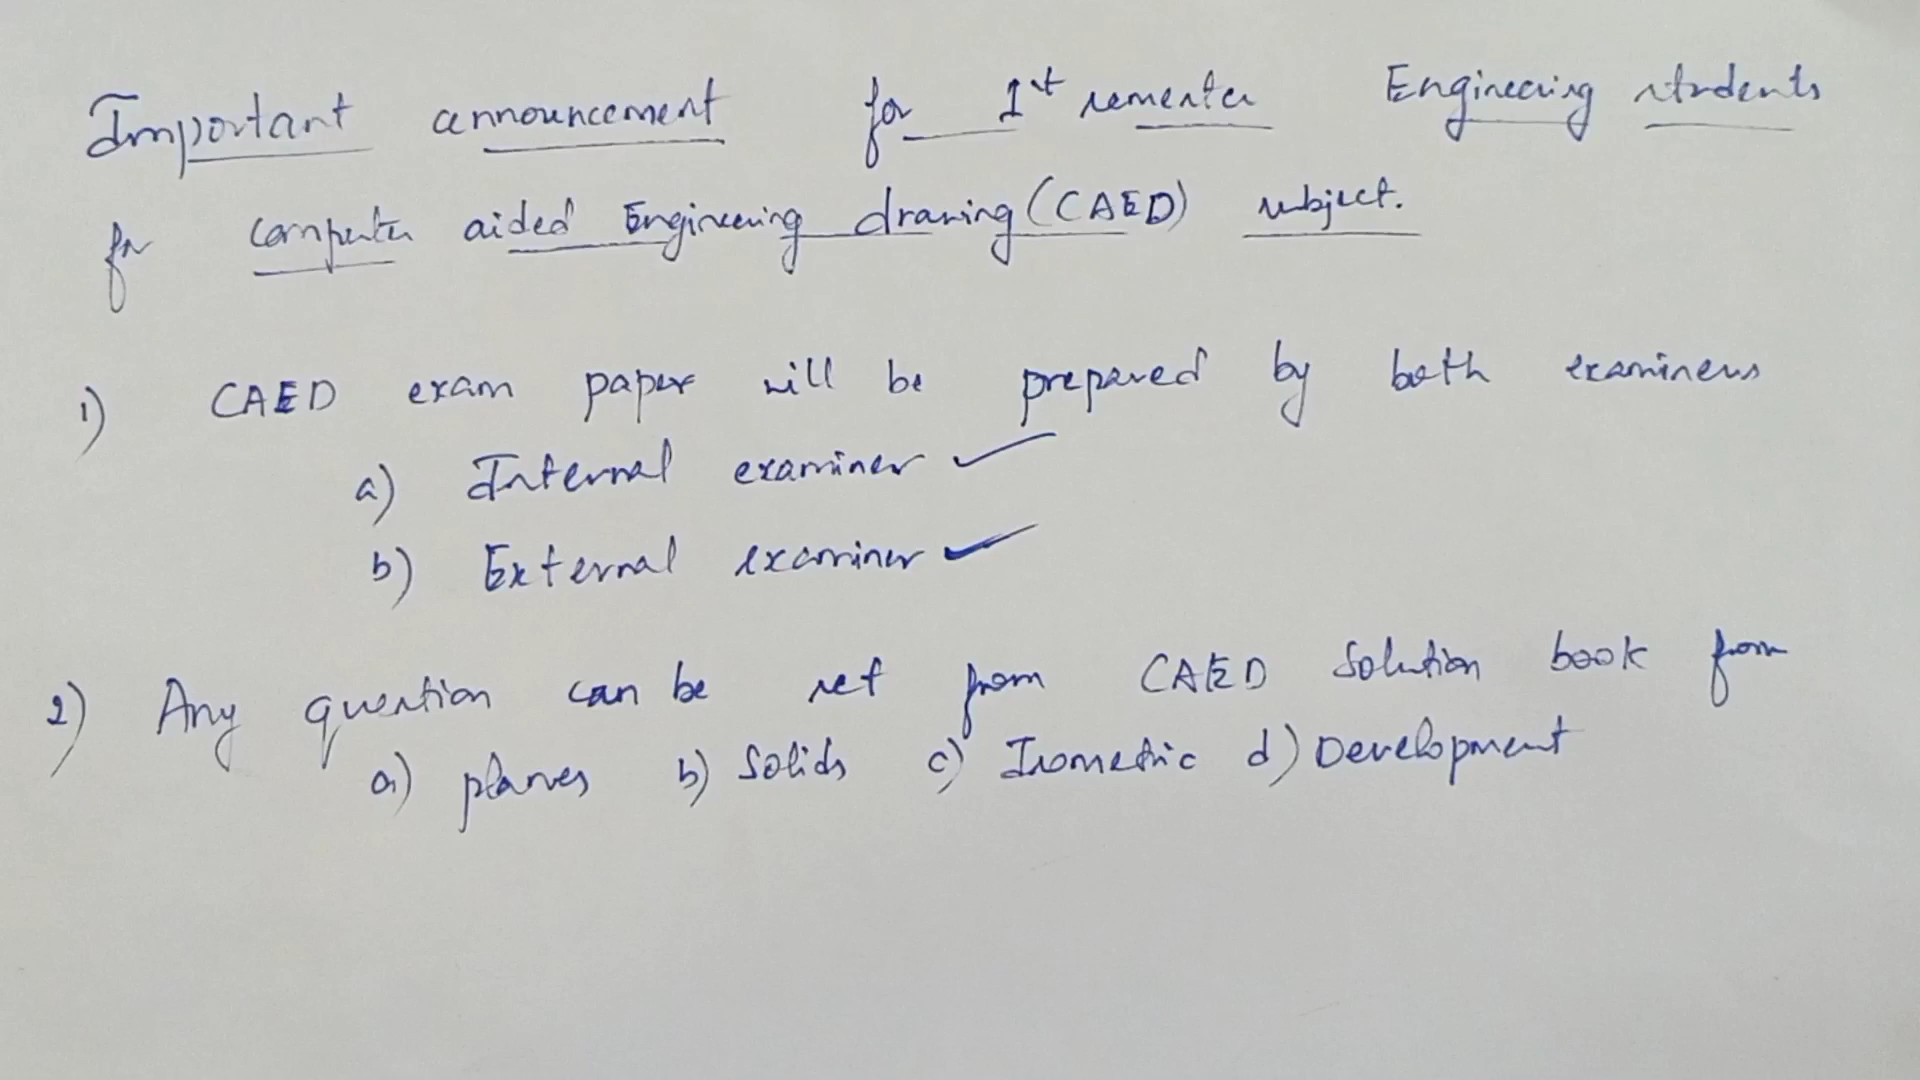 Important announcement for 1st semester Engineering students
for computer aided Engineering drawing (CAED) subject.
1) CAED exam paper will be prepared by both examiners
a) Internal examiner ✓
b) External examiner ✓
2) Any question can be set from CAED Solution book from
a) planes b) Solids c) Isometric d) Development